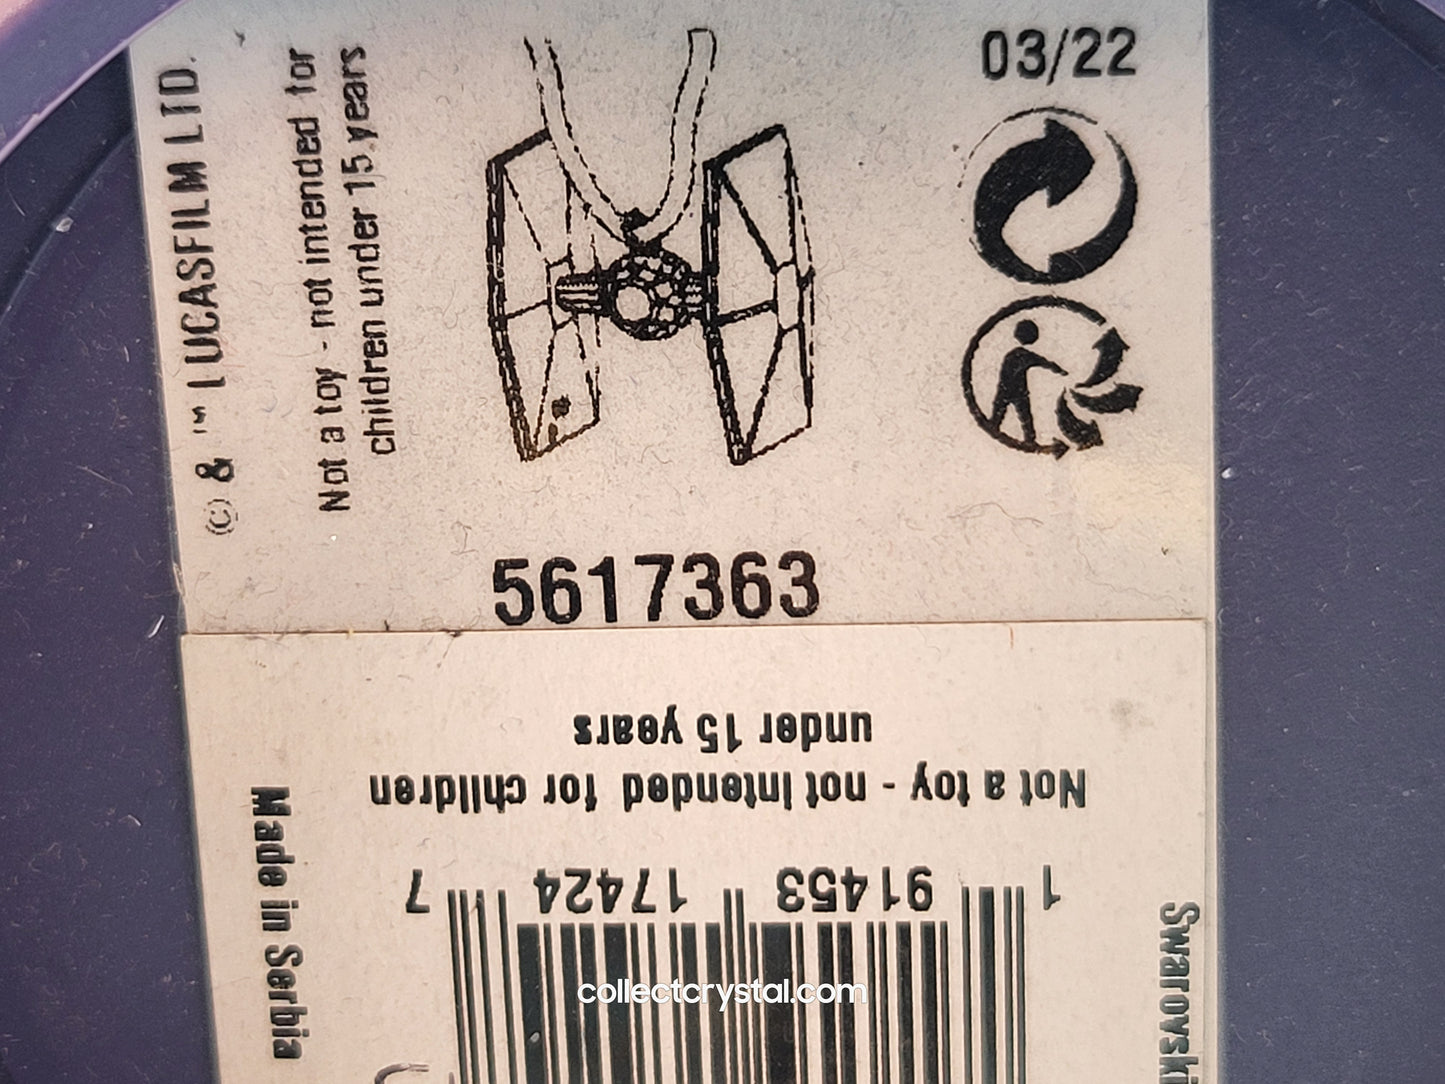 © & ™ LUCASFILM LTD.
Not a toy - not intended for
children under 15 years
03/22
5617363
Not a toy - not intended for children
under 15 years
Made in Serbia
1 91453 17424 7
Swarovski
collectcrystal.com